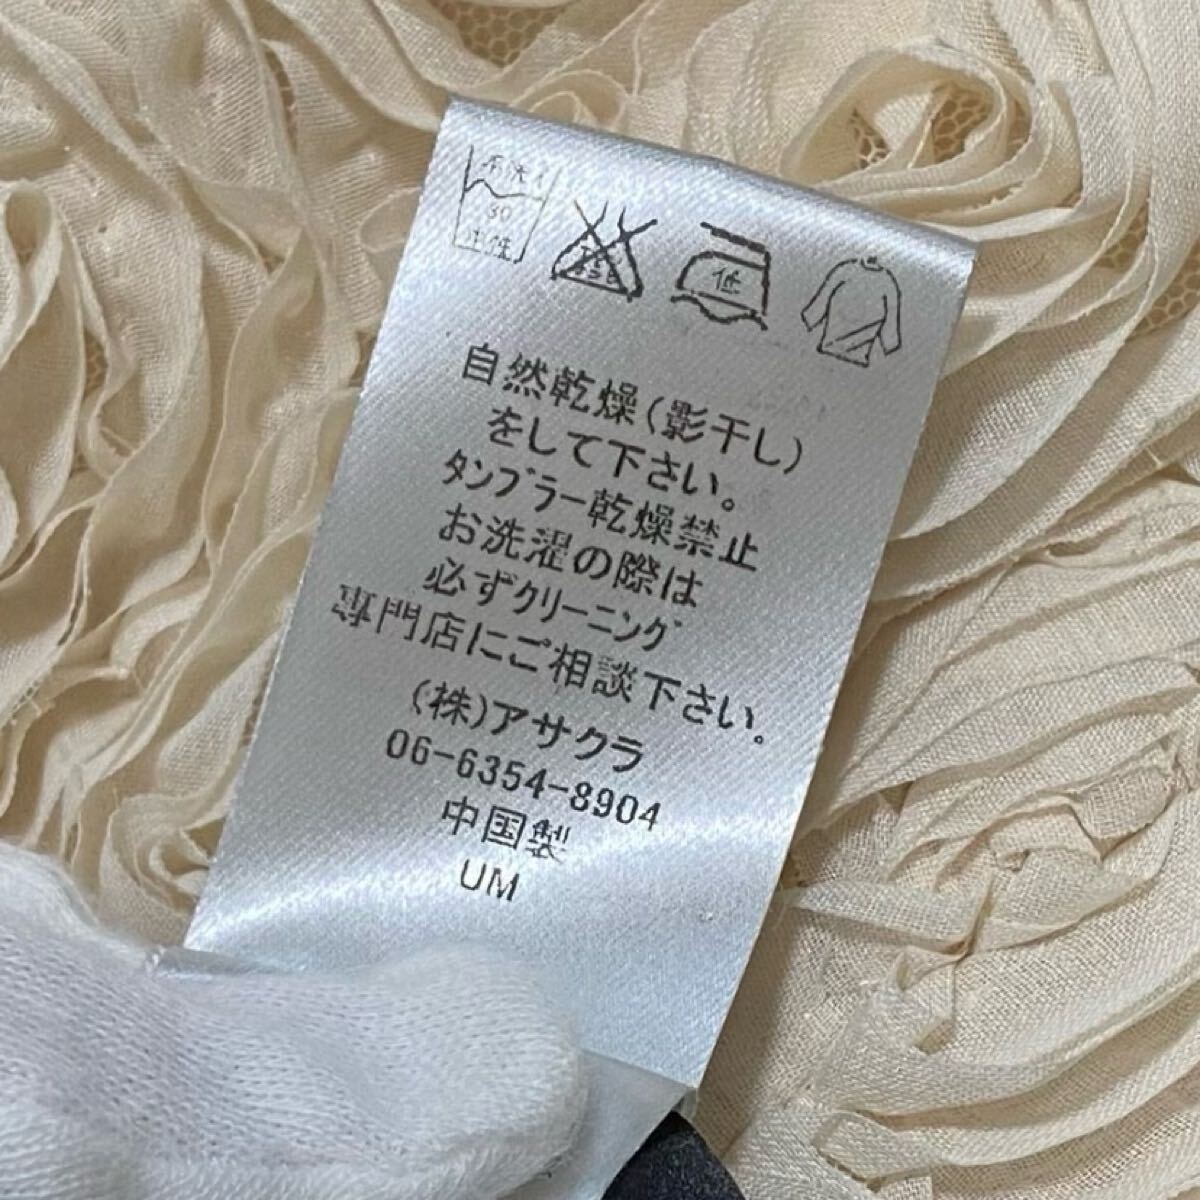 手洗イ
30
中性
低
自然乾燥(影干し)
をして下さい。
タンブラー乾燥禁止
お洗濯の際は
必ずクリーニング
専門店にご相談下さい。
(株)アサクラ
06-6354-8904
中国製
UM